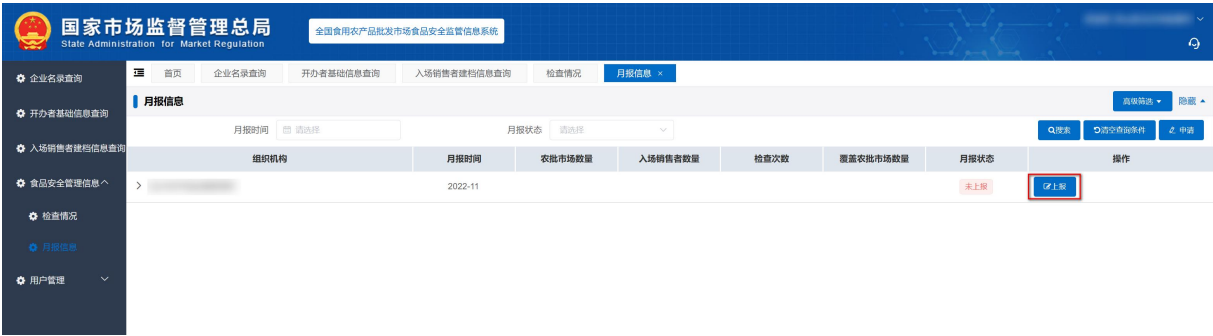 国家市场监督管理总局
State Administration for Market Regulation
全国食用农产品批发市场食品安全监管信息系统
企业名录查询
开办者基础信息查询
入场销售者建档信息查询
食品安全管理信息
检查情况
月报信息
用户管理
首页 企业名录查询 开办者基础信息查询 入场销售者建档信息查询 检查情况 月报信息 ×
月报信息 高级筛选 隐藏
月报时间 请选择 月报状态 请选择 搜索 清空查询条件 申请
组织机构 月报时间 农批市场数量 入场销售者数量 检查次数 覆盖农批市场数量 月报状态 操作
2022-11 未上报 上报